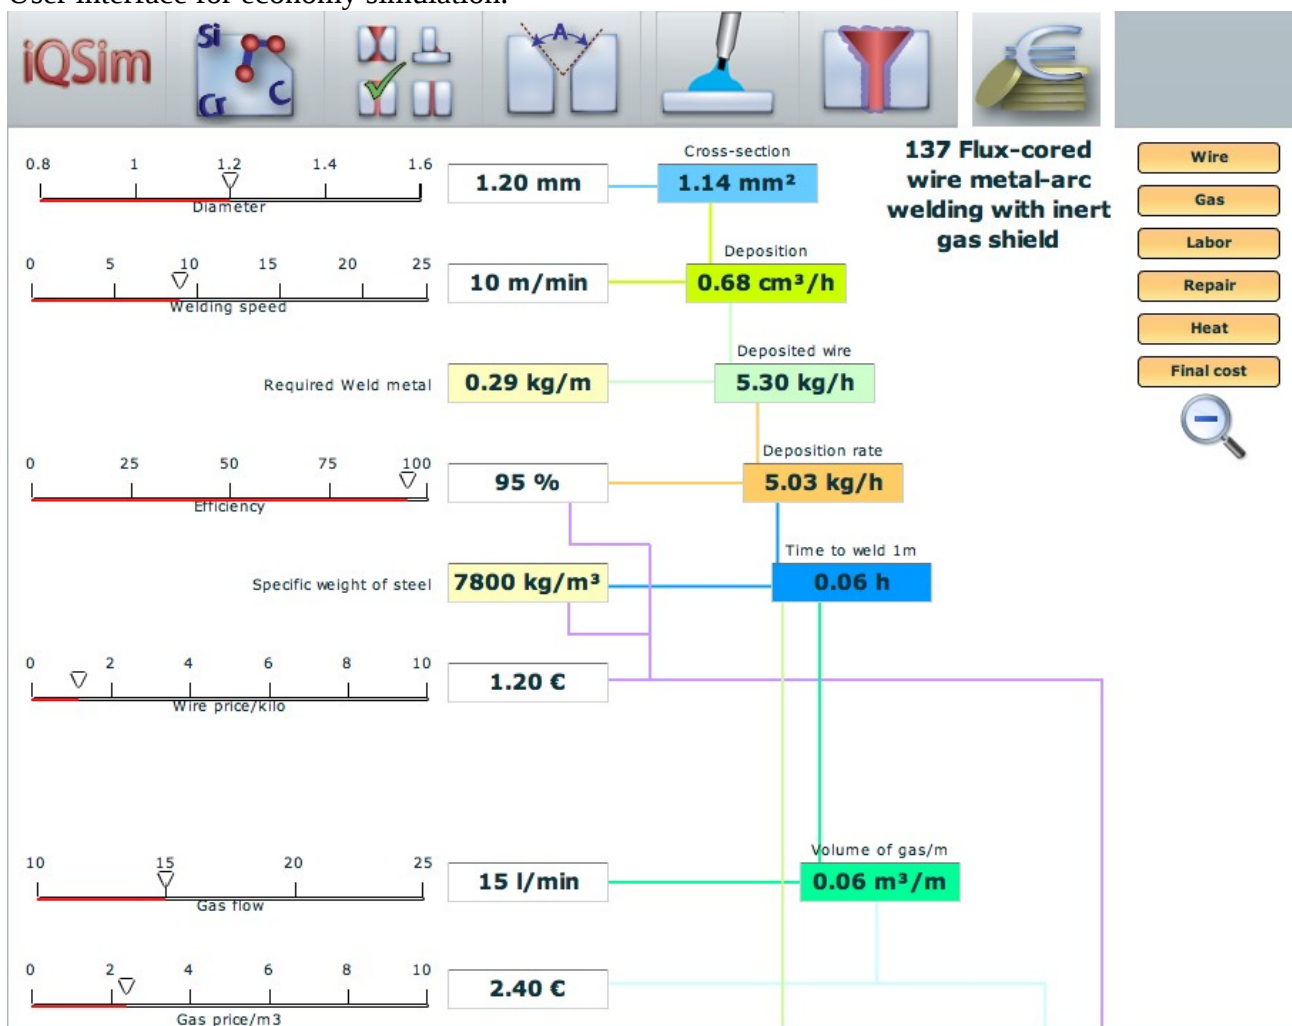 User interface for economy simulation.
iQSim
Si
Cr
C
A
€
137 Flux-cored
wire metal-arc
welding with inert
gas shield
Wire
Gas
Labor
Repair
Heat
Final cost
0.8 1 1.2 1.4 1.6
Diameter
1.20 mm
Cross-section
1.14 mm²
0 5 10 15 20 25
Welding speed
10 m/min
Deposition
0.68 cm³/h
Required Weld metal
0.29 kg/m
Deposited wire
5.30 kg/h
0 25 50 75 100
Efficiency
95 %
Deposition rate
5.03 kg/h
Specific weight of steel
7800 kg/m³
Time to weld 1m
0.06 h
0 2 4 6 8 10
Wire price/kilo
1.20 €
10 15 20 25
Gas flow
15 l/min
Volume of gas/m
0.06 m³/m
0 2 4 6 8 10
Gas price/m3
2.40 €